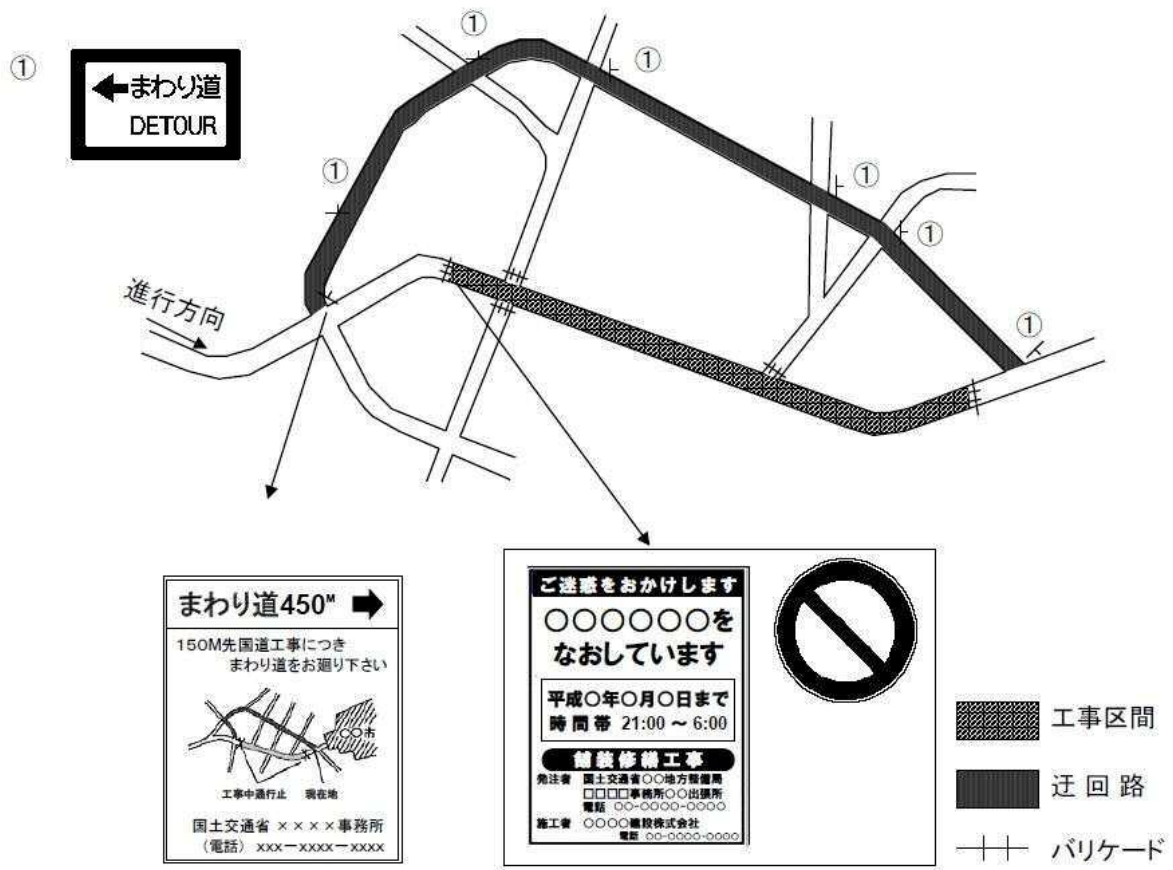 ①
まわり道
DETOUR
①
①
①
①
①
①
進行方向
まわり道450M
150M先国道工事につき
まわり道をお廻り下さい
○○市
工事中通行止 現在地
国土交通省 ××××事務所
(電話) xxx-xxxx-xxxx
ご迷惑をおかけします
○○○○○○を
なおしています
平成○年○月○日まで
時間帯 21:00 ~ 6:00
舗装修繕工事
発注者 国土交通省○○地方整備局
□□□□事務所○○出張所
電話 ○○-○○○○-○○○○
施工者 ○○○○建設株式会社
電話 ○○-○○○○-○○○○
工事区間
迂回路
バリケード